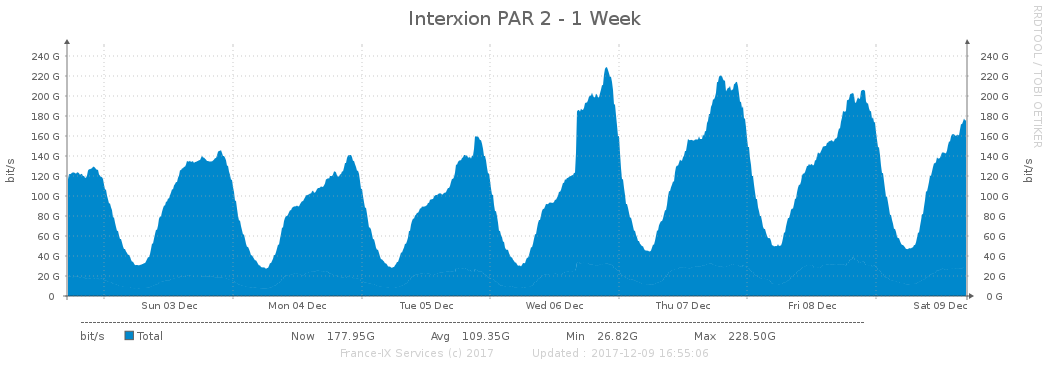 Interxion PAR 2 - 1 Week
RRDTOOL / TOBI OETIKER
240 G 240 G
220 G 220 G
200 G 200 G
180 G 180 G
160 G 160 G
140 G 140 G
120 G 120 G
100 G 100 G
80 G 80 G
60 G 60 G
40 G 40 G
20 G 20 G
0 0 G
bit/s
bit/s
Sun 03 Dec Mon 04 Dec Tue 05 Dec Wed 06 Dec Thu 07 Dec Fri 08 Dec Sat 09 Dec
bit/s Total Now 177.95G Avg 109.35G Min 26.82G Max 228.50G
France-IX Services (c) 2017 Updated : 2017-12-09 16:55:06